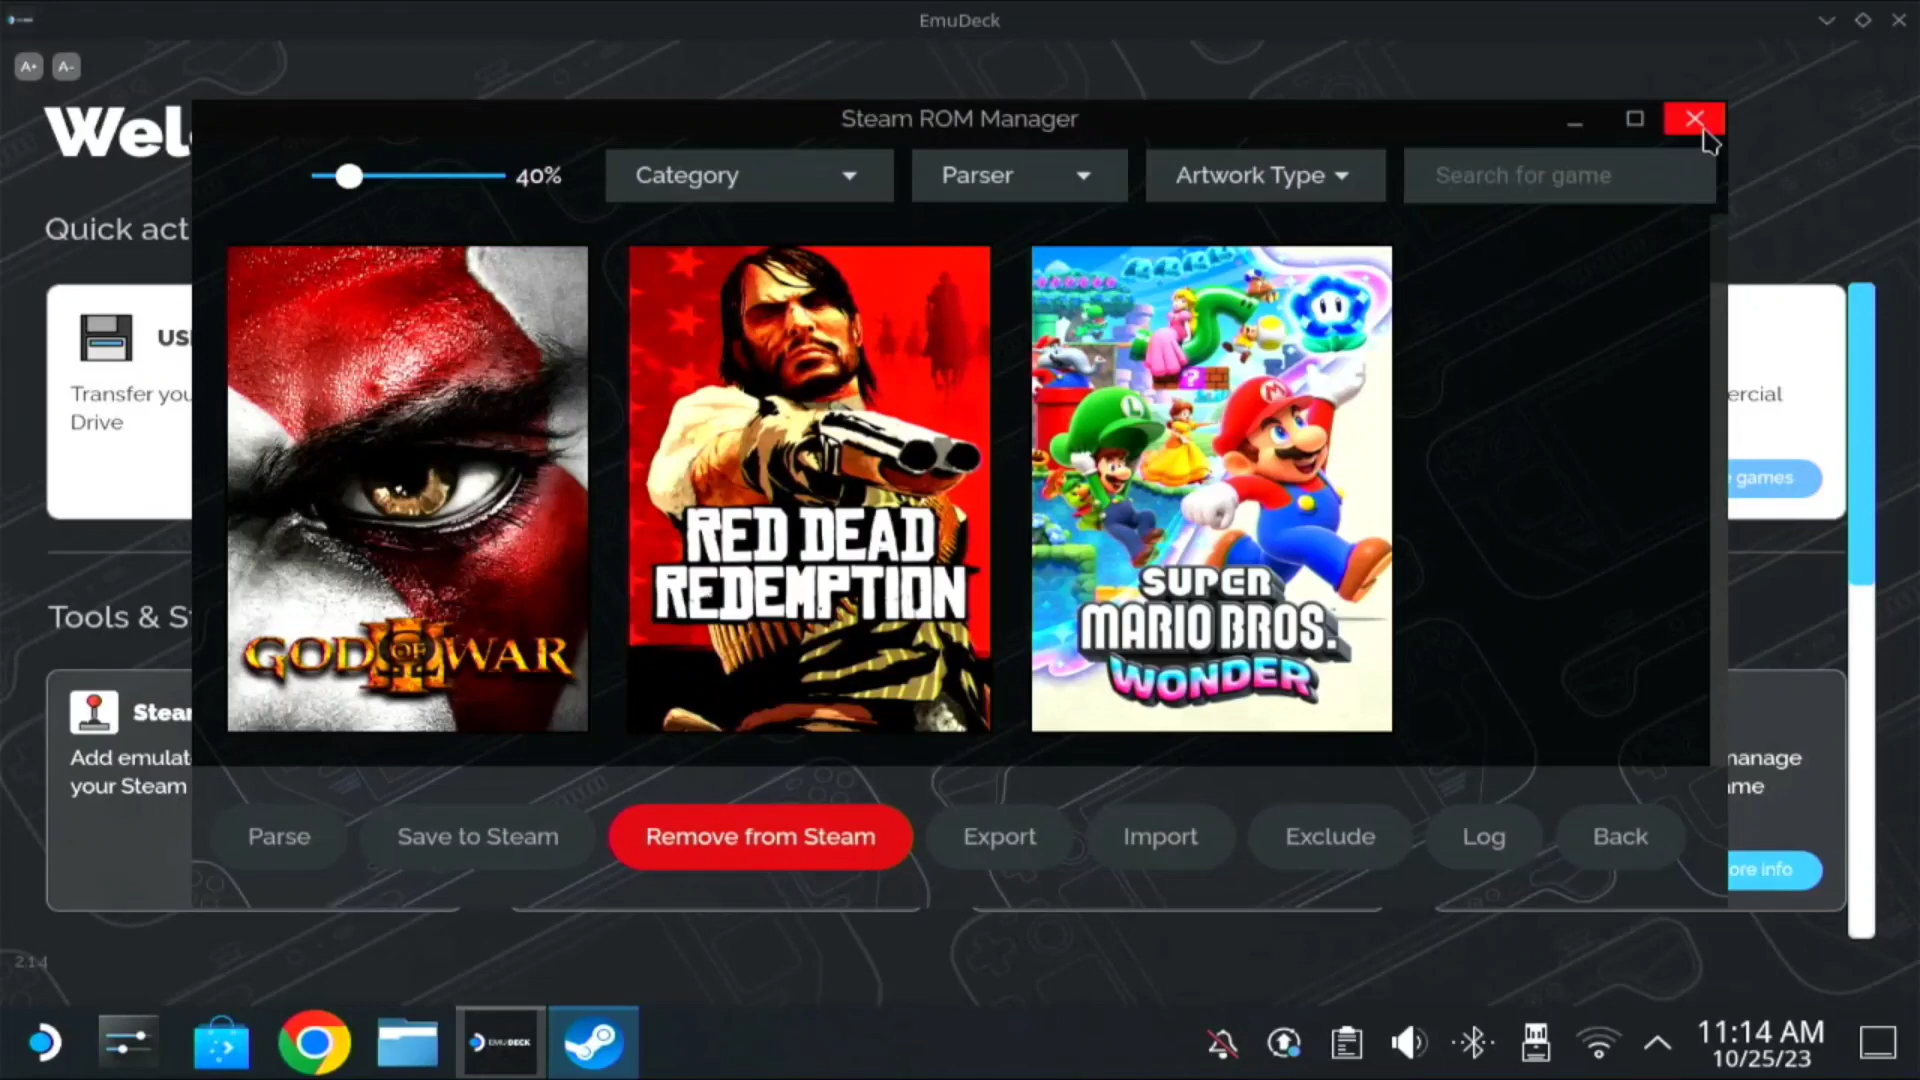 EmuDeck
A+ A-
Wel
Steam ROM Manager
40%
Category
Parser
Artwork Type
Search for game
Quick act
Transfer you
Drive
ercial
games
GOD OF WAR
III
RED DEAD
REDEMPTION
L
M
?
SUPER
MARIO BROS.
WONDER
Tools & S
Stea
Add emulat
your Steam
nanage
me
ore info
Parse
Save to Steam
Remove from Steam
Export
Import
Exclude
Log
Back
2.1.4
EMUDECK
11:14 AM
10/25/23